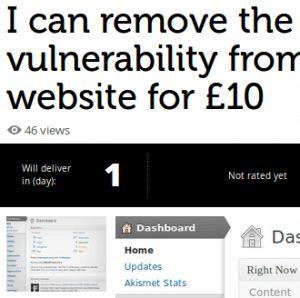 I can remove the
vulnerability from
website for £10
46 views
Will deliver
in (day):
1
Not rated yet
Dashboard
Dashboard
Home
Updates
Akismet Stats
Das
Right Now
Content